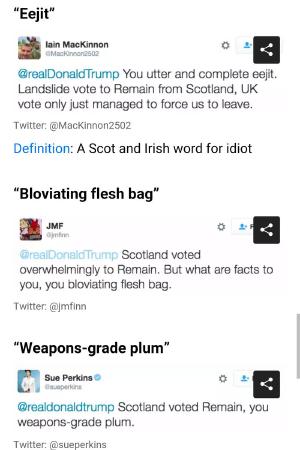 “Eejit”
Iain MacKinnon
@MacKinnon2502
@realDonaldTrump You utter and complete eejit.
Landslide vote to Remain from Scotland, UK
vote only just managed to force us to leave.
Twitter: @MacKinnon2502
Definition: A Scot and Irish word for idiot
“Bloviating flesh bag”
JMF
@jmfinn
@realDonaldTrump Scotland voted
overwhelmingly to Remain. But what are facts to
you, you bloviating flesh bag.
Twitter: @jmfinn
“Weapons-grade plum”
Sue Perkins
@sueperkins
@realdonaldtrump Scotland voted Remain, you
weapons-grade plum.
Twitter: @sueperkins